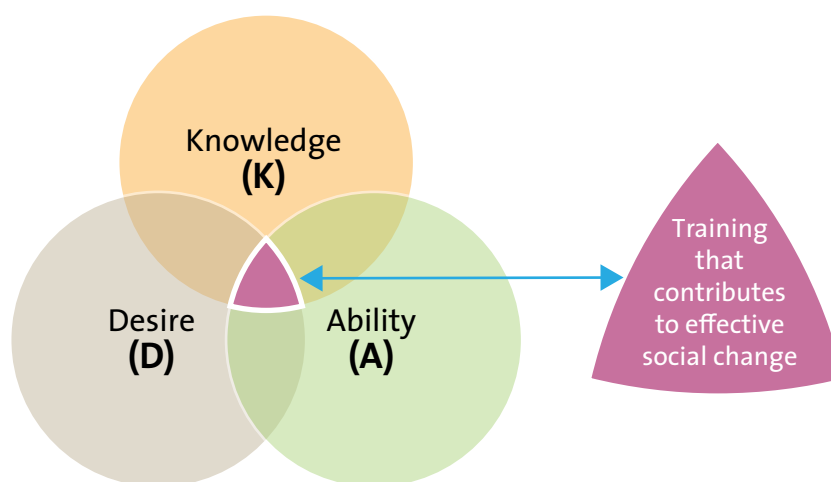 Knowledge
(K)
Desire
(D)
Ability
(A)
Training
that
contributes
to effective
social change